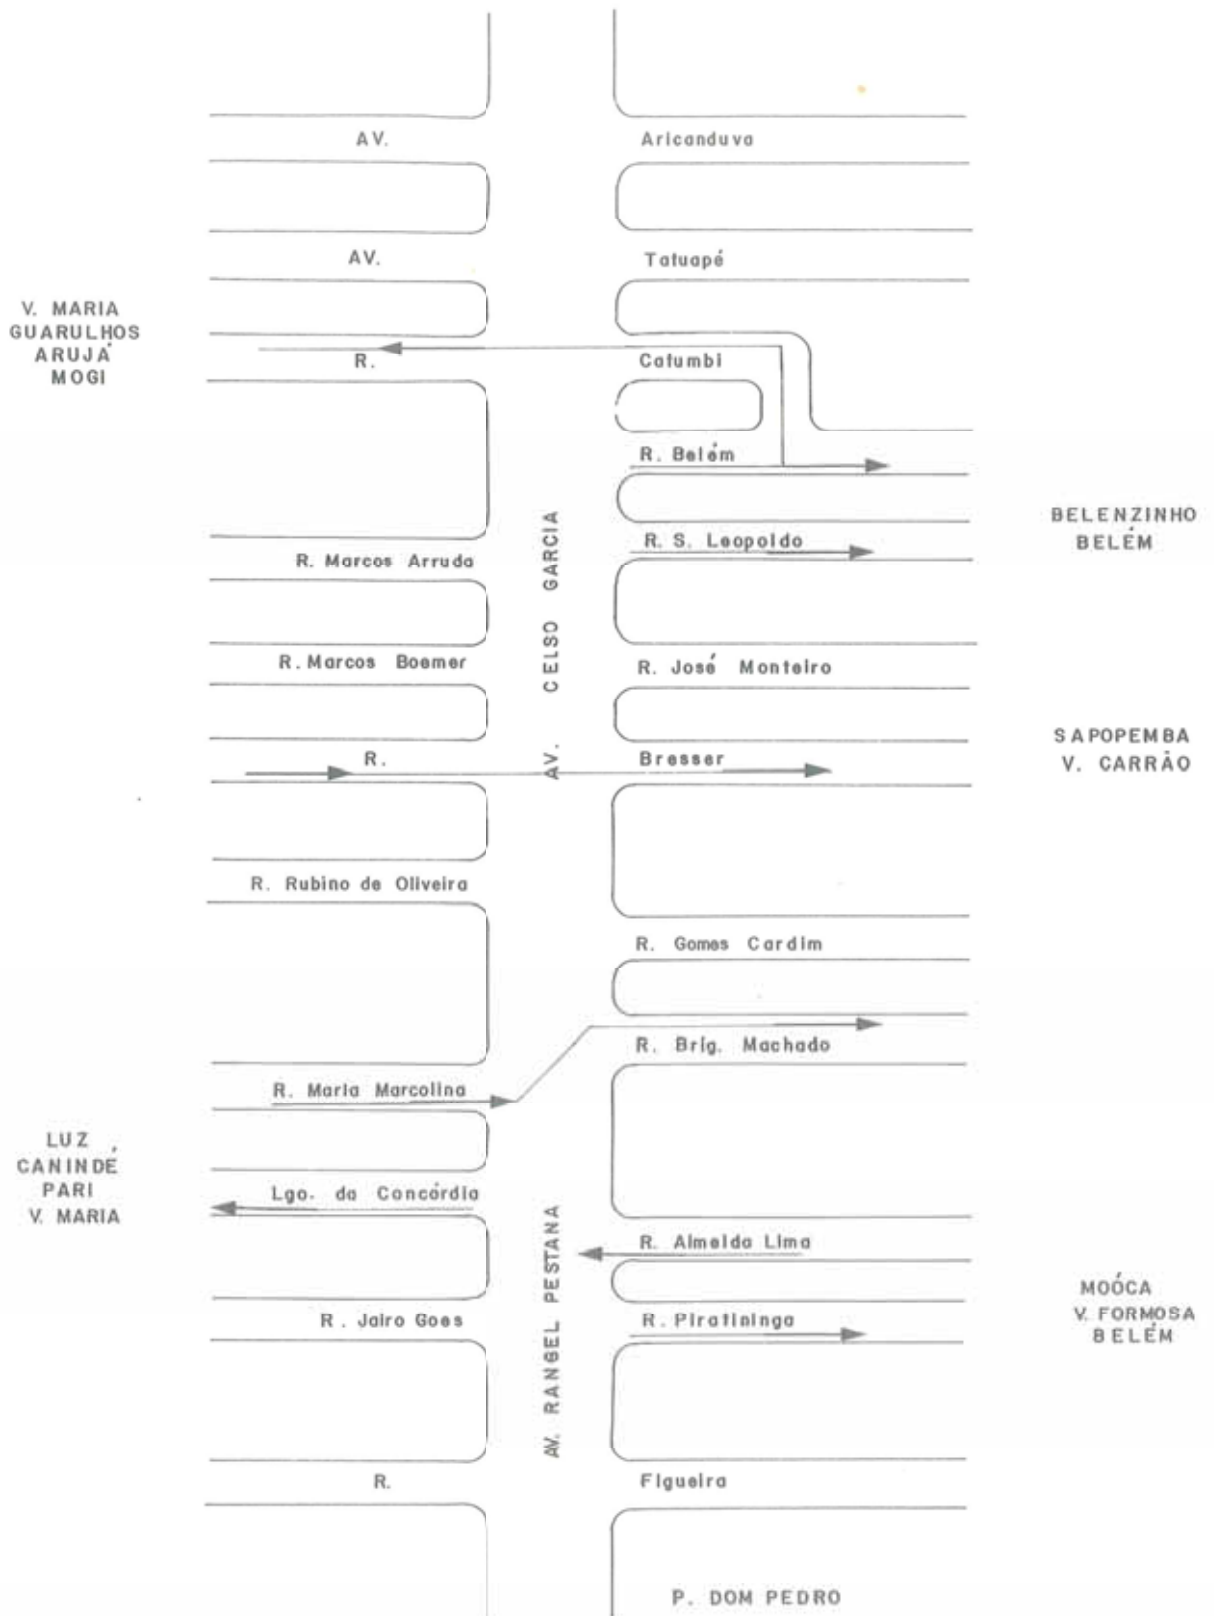 AV. Aricanduva
AV. Tatuapé
V. MARIA
GUARULHOS
ARUJÁ
MOGI
R. Catumbi
R. Belém
BELENZINHO
BELÉM
R. S. Leopoldo
R. Marcos Arruda
AV. CELSO GARCIA
R. Marcos Boemer
R. José Monteiro
SAPOPEMBA
V. CARRÃO
R. Bresser
R. Rubino de Oliveira
R. Gomes Cardim
R. Brig. Machado
R. Maria Marcolina
LUZ
CANINDÉ
PARI
V. MARIA
Lgo. da Concórdia
AV. RANGEL PESTANA
R. Almeida Lima
MOÓCA
V. FORMOSA
BELÉM
R. Jairo Goes
R. Piratininga
R. Figueira
P. DOM PEDRO